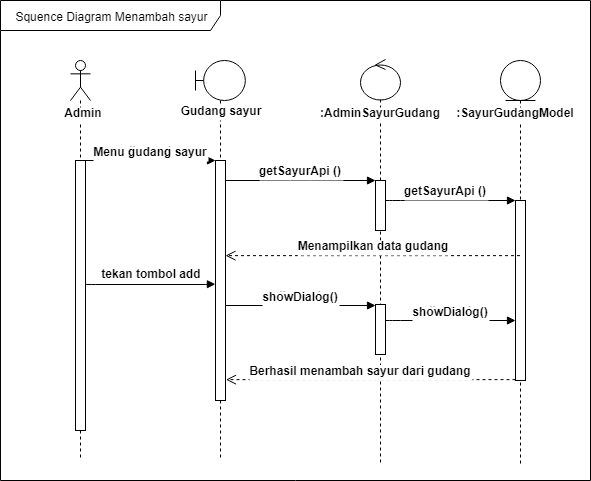 Squence Diagram Menambah sayur
Admin
Gudang sayur
:AdminSayurGudang
:SayurGudangModel
Menu gudang sayur
getSayurApi ()
getSayurApi ()
Menampilkan data gudang
tekan tombol add
showDialog()
showDialog()
Berhasil menambah sayur dari gudang